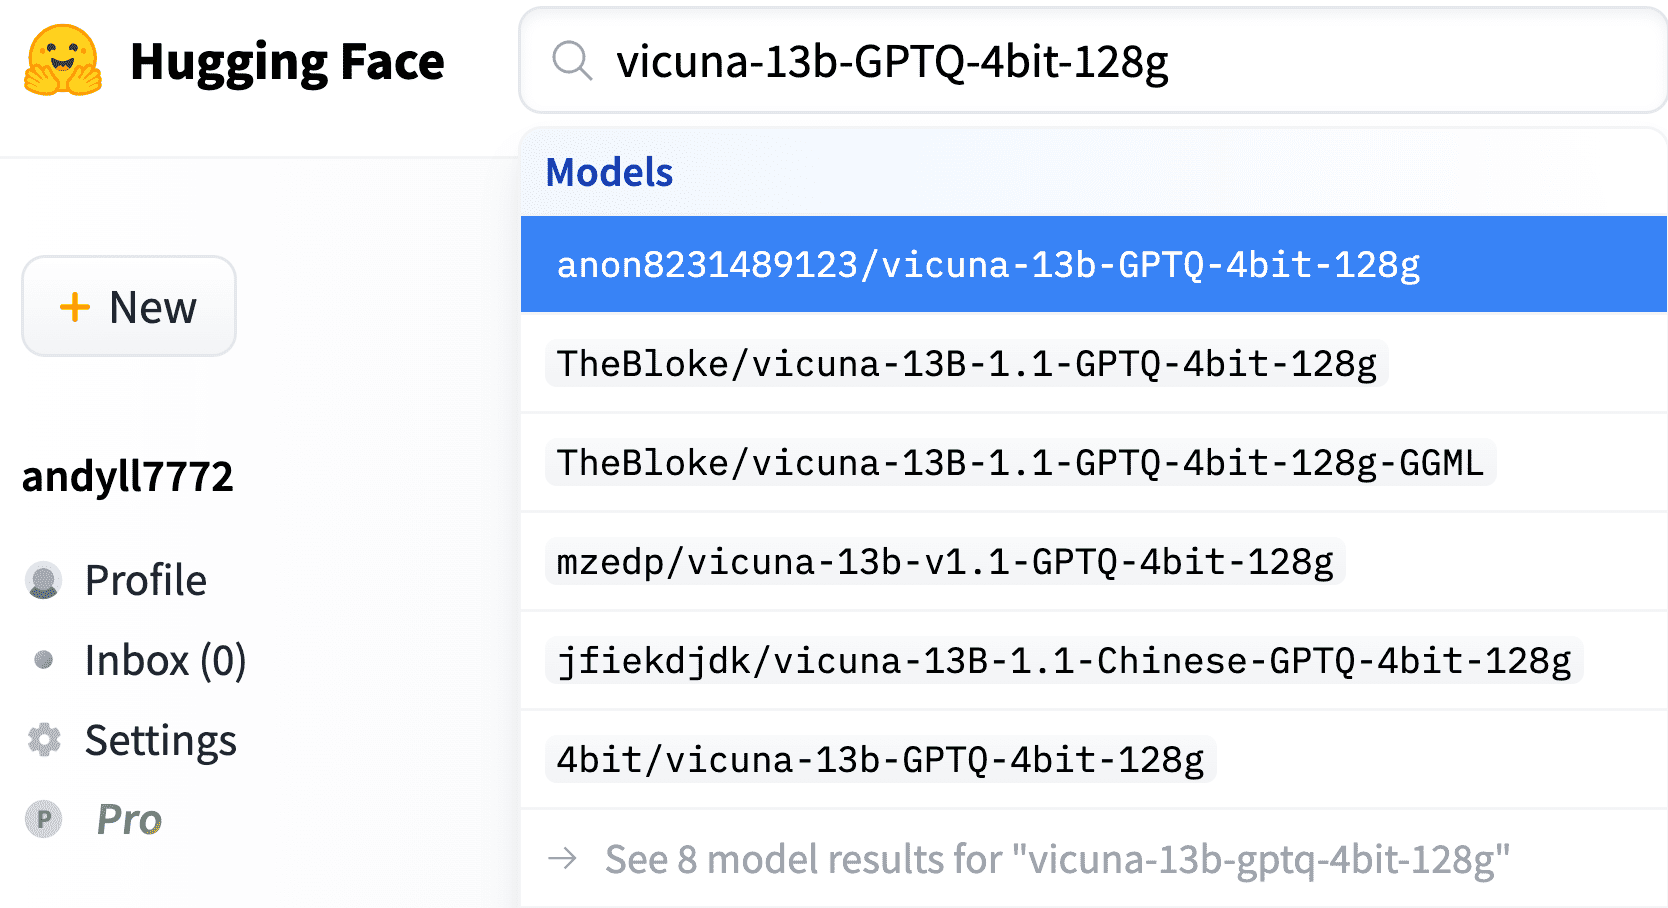 Hugging Face
vicuna-13b-GPTQ-4bit-128g
Models
anon8231489123/vicuna-13b-GPTQ-4bit-128g
TheBloke/vicuna-13B-1.1-GPTQ-4bit-128g
TheBloke/vicuna-13B-1.1-GPTQ-4bit-128g-GGML
mzedp/vicuna-13b-v1.1-GPTQ-4bit-128g
jfiekdjdk/vicuna-13B-1.1-Chinese-GPTQ-4bit-128g
4bit/vicuna-13b-GPTQ-4bit-128g
→ See 8 model results for "vicuna-13b-gptq-4bit-128g"
+ New
andyll7772
Profile
Inbox (0)
Settings
P Pro